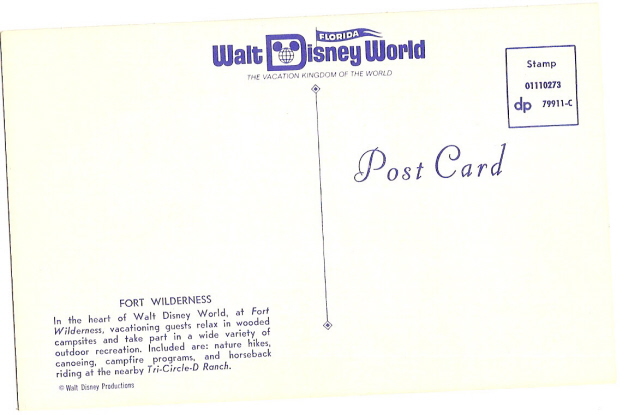 FLORIDA
Walt Disney World
THE VACATION KINGDOM OF THE WORLD
Stamp
01110273
dp 79911-C
Post Card
FORT WILDERNESS
In the heart of Walt Disney World, at Fort
Wilderness, vacationing guests relax in wooded
campsites and take part in a wide variety of
outdoor recreation. Included are: nature hikes,
canoeing, campfire programs, and horseback
riding at the nearby Tri-Circle-D Ranch.
© Walt Disney Productions